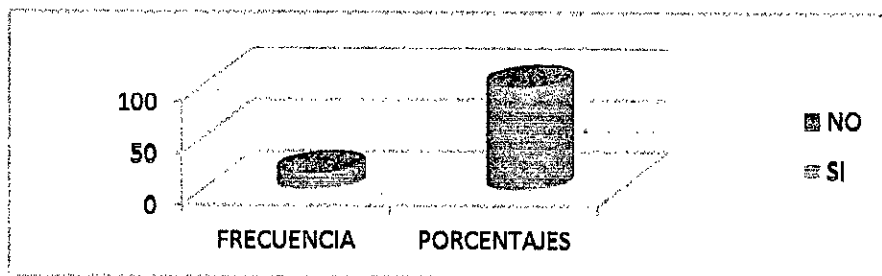 100
50
0
FRECUENCIA
PORCENTAJES
NO
SI